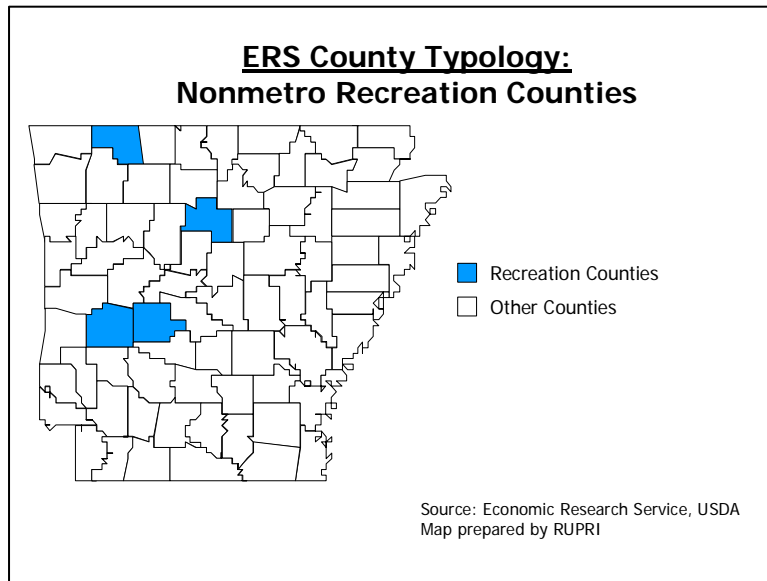 ERS County Typology:
Nonmetro Recreation Counties
Recreation Counties
Other Counties
Source: Economic Research Service, USDA
Map prepared by RUPRI